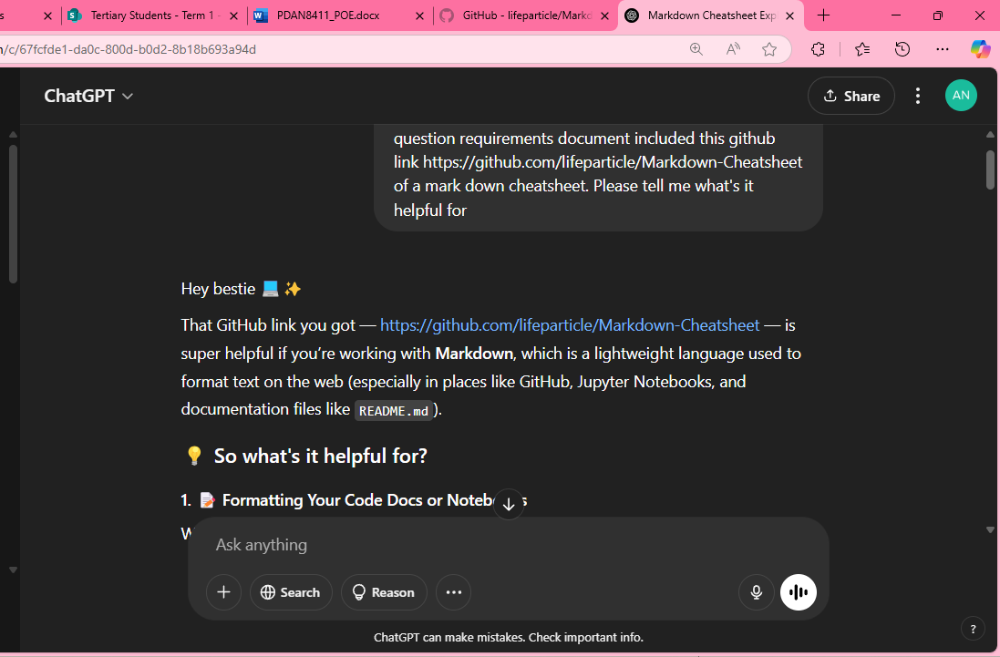 s
Tertiary Students - Term 1 -
PDAN8411_POE.docx
GitHub - lifeparticle/Markd
Markdown Cheatsheet Exp
/c/67fcfde1-da0c-800d-b0d2-8b18b693a94d
ChatGPT
Share
AN
question requirements document included this github
link https://github.com/lifeparticle/Markdown-Cheatsheet
of a mark down cheatsheet. Please tell me what's it
helpful for
Hey bestie 💻 ✨
That GitHub link you got — https://github.com/lifeparticle/Markdown-Cheatsheet — is
super helpful if you’re working with Markdown, which is a lightweight language used to
format text on the web (especially in places like GitHub, Jupyter Notebooks, and
documentation files like README.md).
💡 So what's it helpful for?
1. 📝 Formatting Your Code Docs or Noteb s
W
Ask anything
Search
Reason
ChatGPT can make mistakes. Check important info.
?